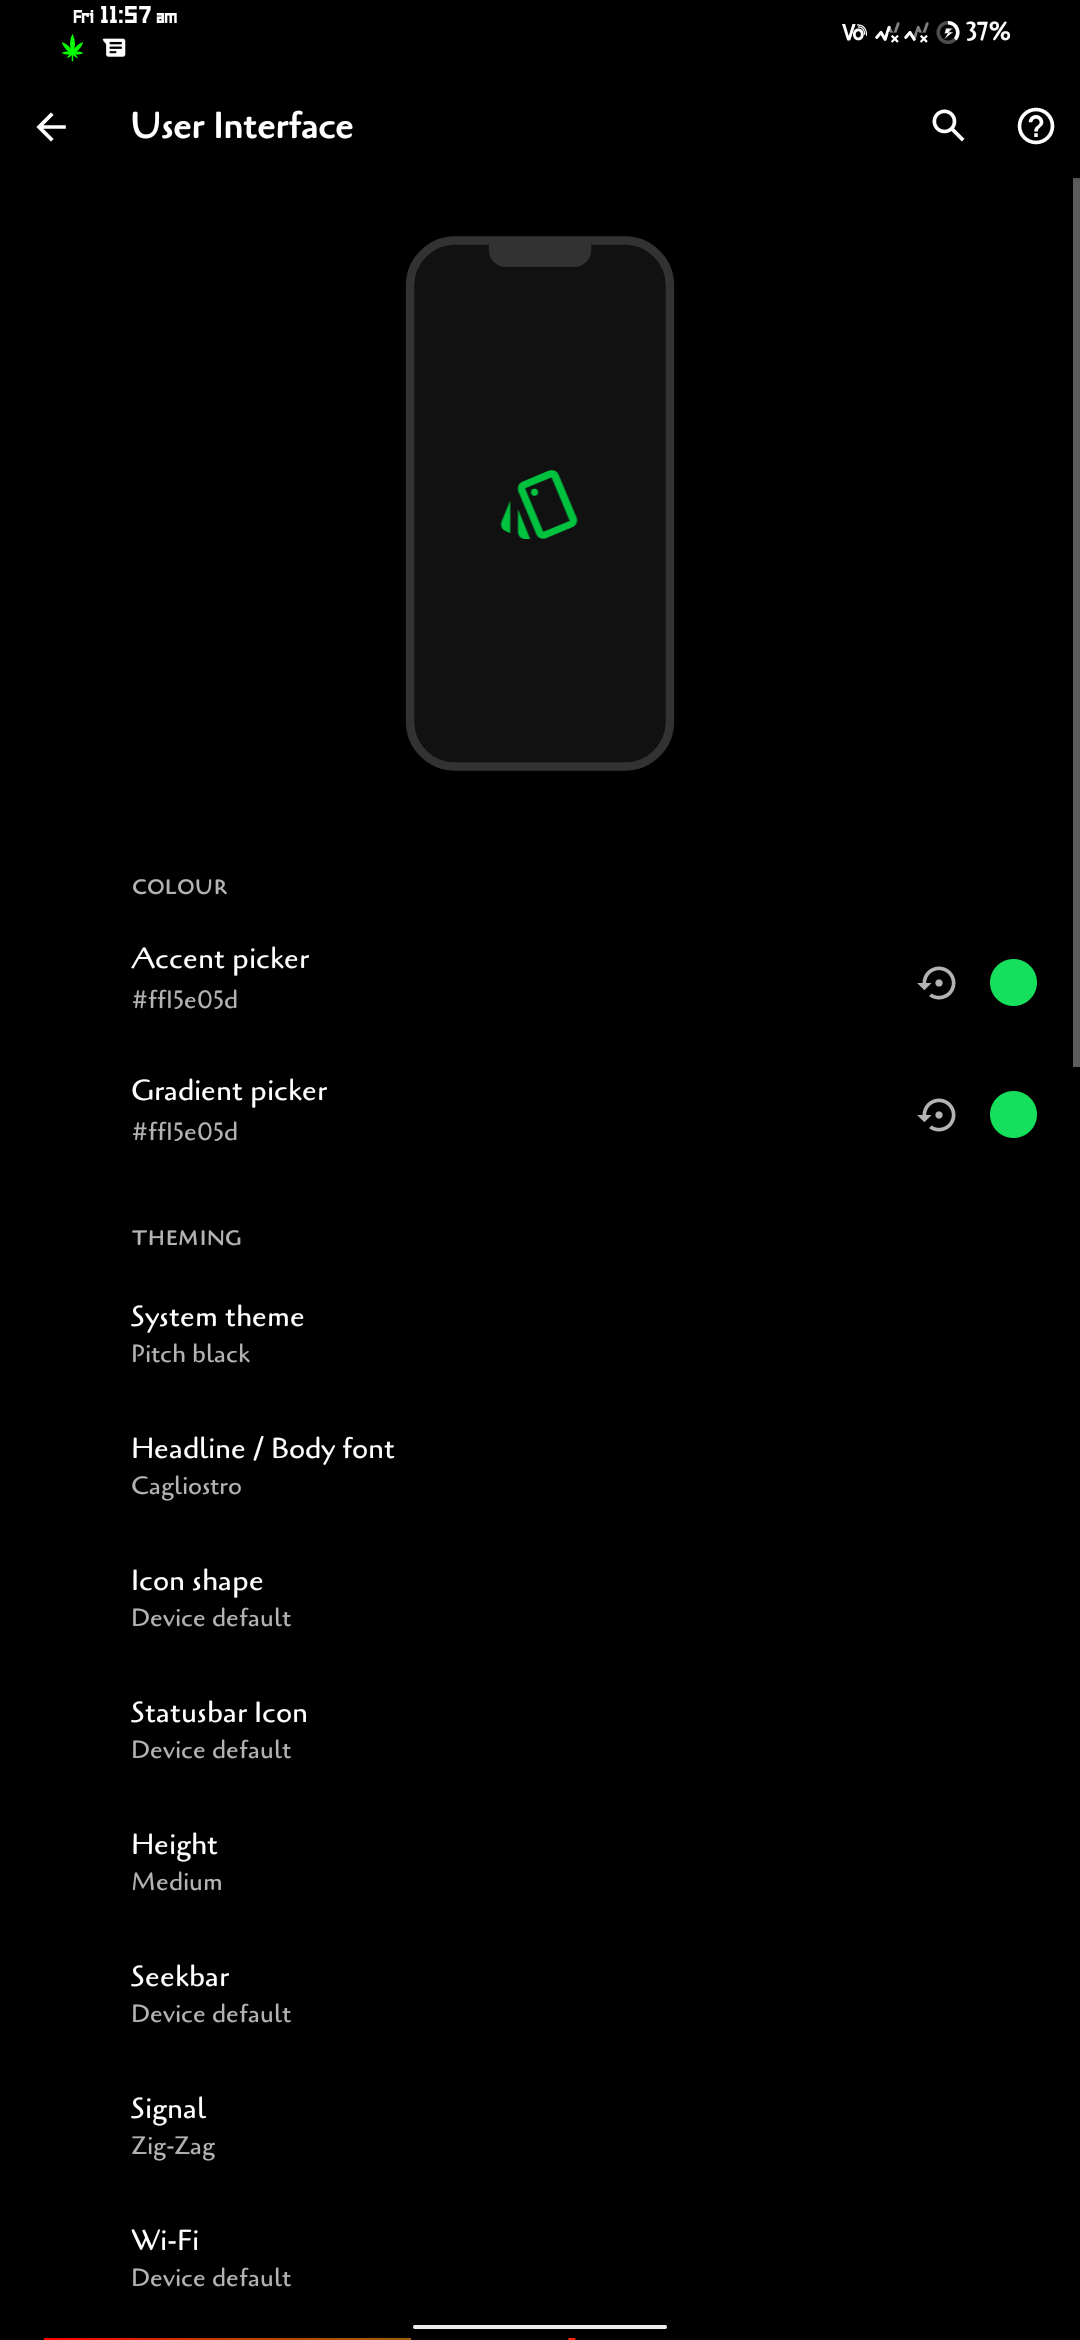 Fri 11:57 am
Vo 37%
User Interface
COLOUR
Accent picker
#ff15e05d
Gradient picker
#ff15e05d
THEMING
System theme
Pitch black
Headline / Body font
Cagliostro
Icon shape
Device default
Statusbar Icon
Device default
Height
Medium
Seekbar
Device default
Signal
Zig-Zag
Wi-Fi
Device default